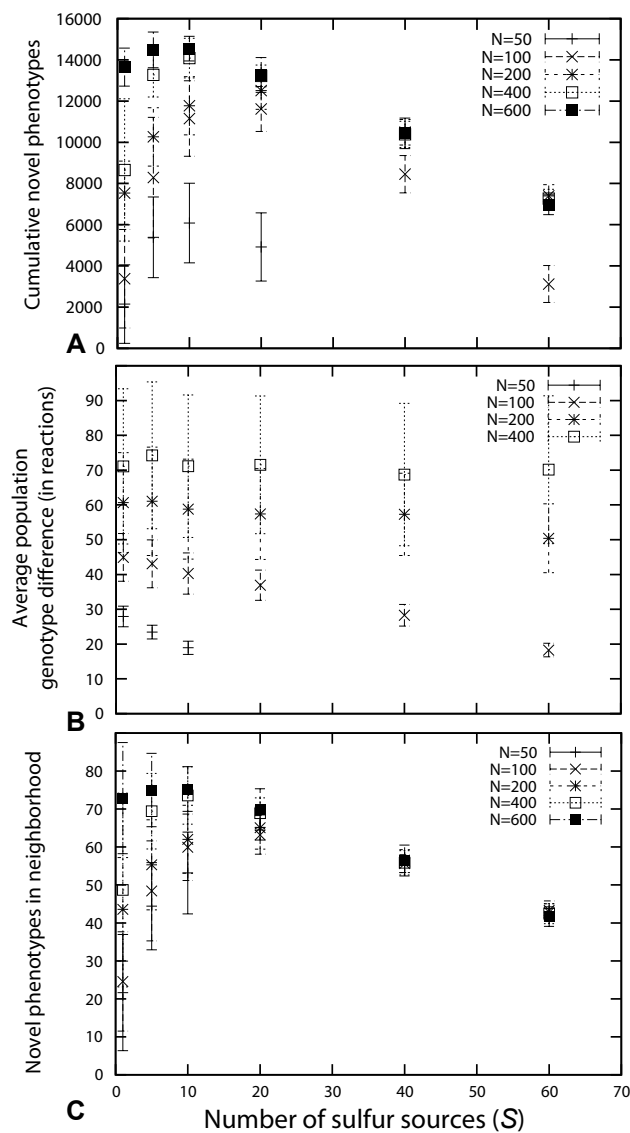 16000
14000
12000
10000
8000
6000
4000
2000
0
Cumulative novel phenotypes
N=50
N=100
N=200
N=400
N=600
A
90
80
70
60
50
40
30
20
10
0
Average population
genotype difference (in reactions)
N=50
N=100
N=200
N=400
B
80
70
60
50
40
30
20
10
0
Novel phenotypes in neighborhood
N=50
N=100
N=200
N=400
N=600
0 10 20 30 40 50 60 70
C
Number of sulfur sources (S)